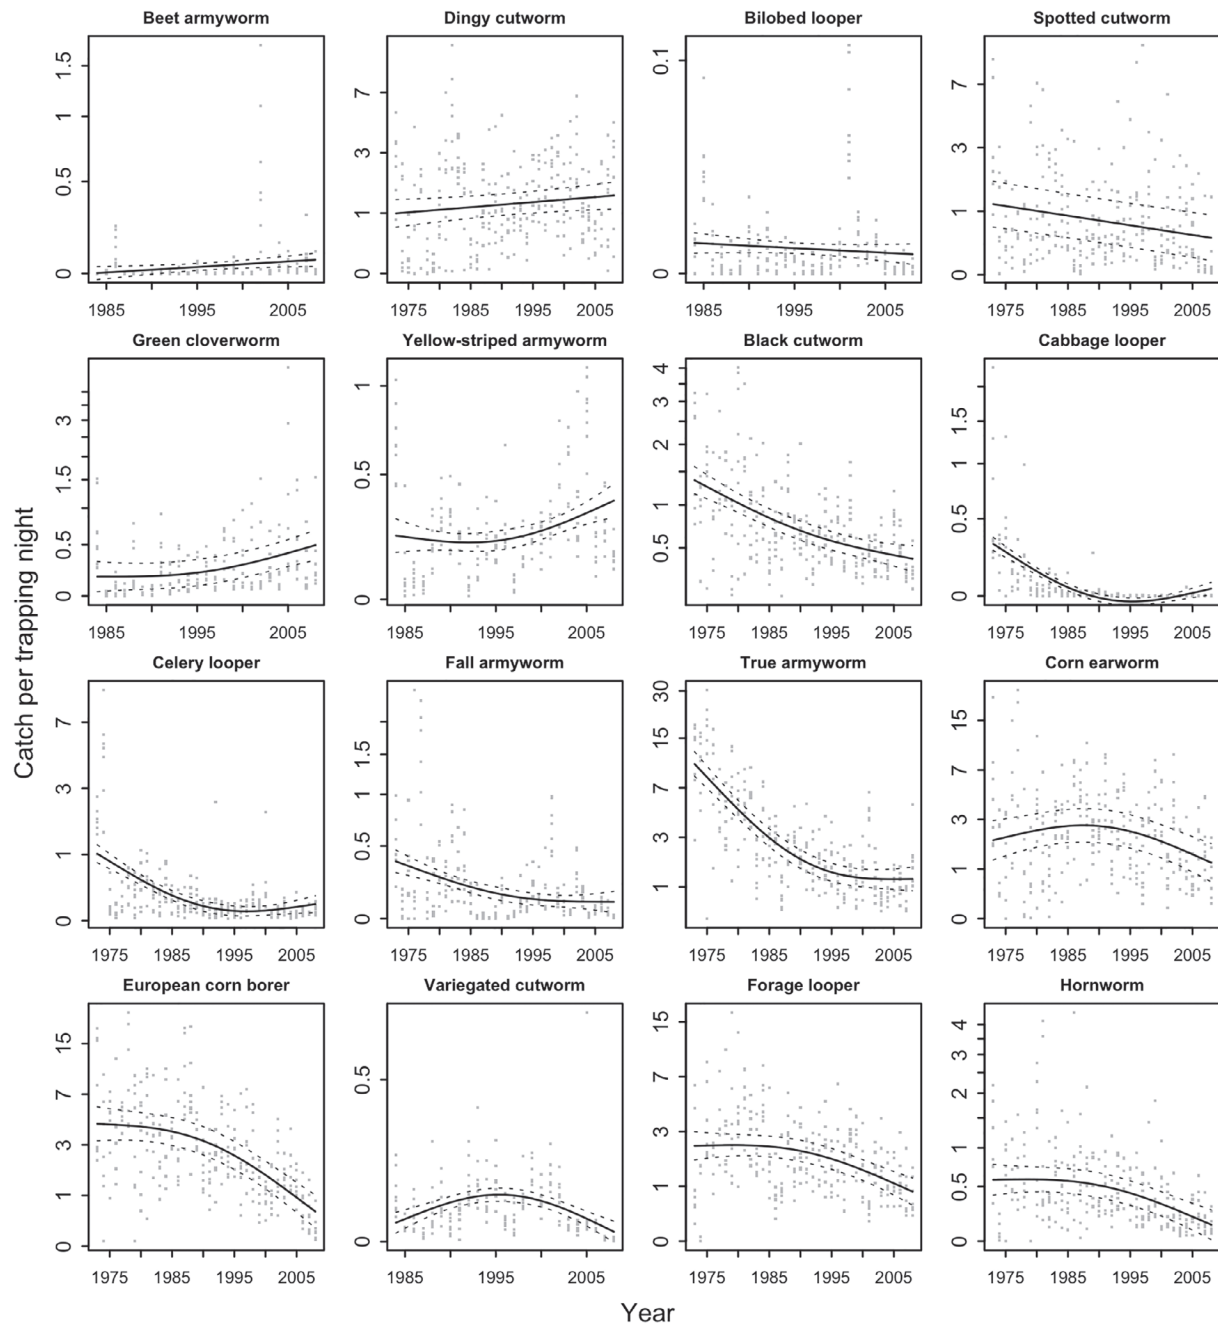 Beet armyworm Dingy cutworm Bilobed looper Spotted cutworm
0 0.5 1 1.5
0 1 3 7
0 0.1
0 1 3 7
1985 1995 2005
1975 1985 1995 2005
1985 1995 2005
1975 1985 1995 2005
Green cloverworm Yellow-striped armyworm Black cutworm Cabbage looper
0 0.5 1.5 3
0 0.5 1
0.5 1 2 3 4
0 0.5 1 1.5
1985 1995 2005
1985 1995 2005
1975 1985 1995 2005
1975 1985 1995 2005
Catch per trapping night
Celery looper Fall armyworm True armyworm Corn earworm
0 1 3 7
0 0.5 1 1.5
1 3 7 15 30
0 1 3 7 15
1975 1985 1995 2005
1975 1985 1995 2005
1975 1985 1995 2005
1975 1985 1995 2005
European corn borer Variegated cutworm Forage looper Hornworm
0 1 3 7 15
0 0.5
0 1 3 7 15
0 0.5 1 2 3 4
1975 1985 1995 2005
1985 1995 2005
1975 1985 1995 2005
1975 1985 1995 2005
Year